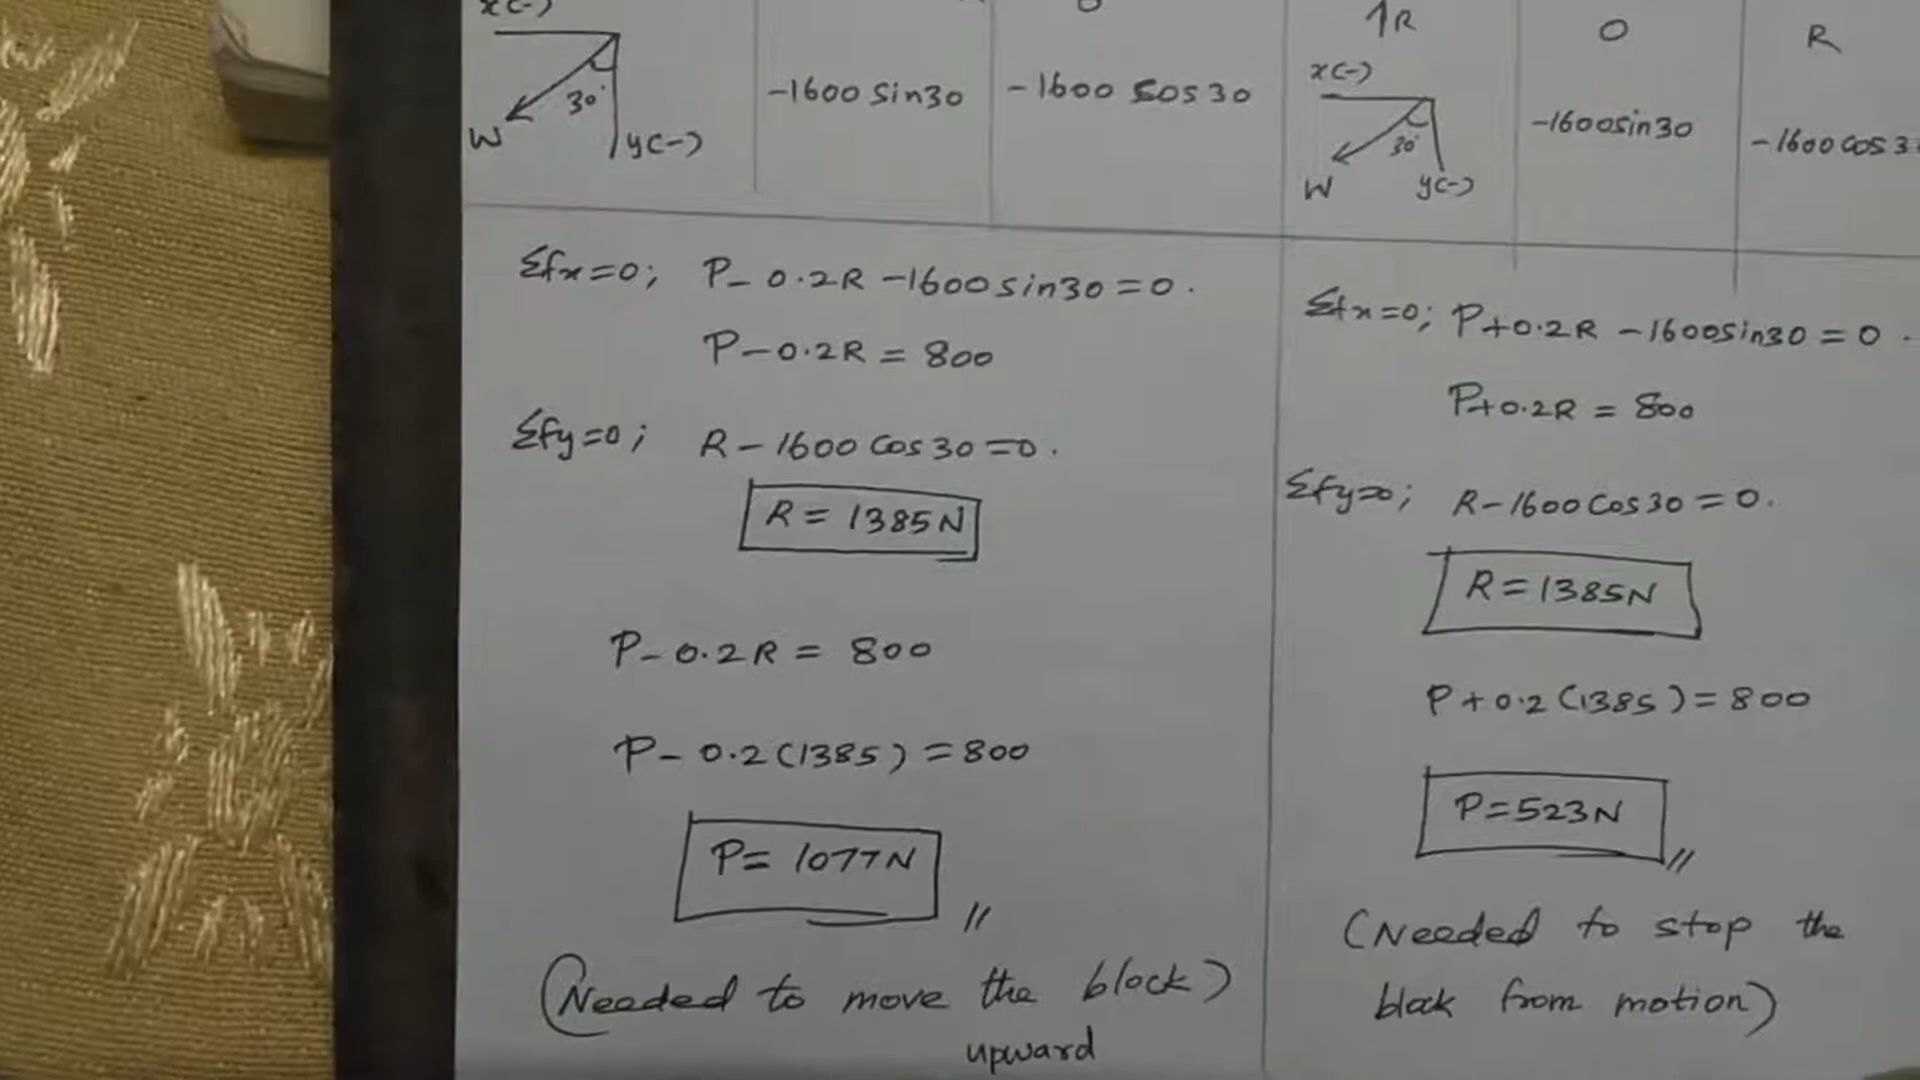 x(-)
30°
W
y(-)
-1600 sin30
-1600 cos30
Σfx=0; P-0.2R-1600sin30=0.
P-0.2R=800
Σfy=0; R-1600 cos30=0.
R=1385N
P-0.2R=800
P-0.2(1385)=800
P=1077N
(Needed to move the block)
upward
↑R
0
R
x(-)
30°
W
y(-)
-1600sin30
-1600 cos 3
Σfx=0; P+0.2R-1600sin30=0.
P+0.2R=800
Σfy=0; R-1600 cos30=0.
R=1385N
P+0.2(1385)=800
P=523N
(Needed to stop the
block from motion)